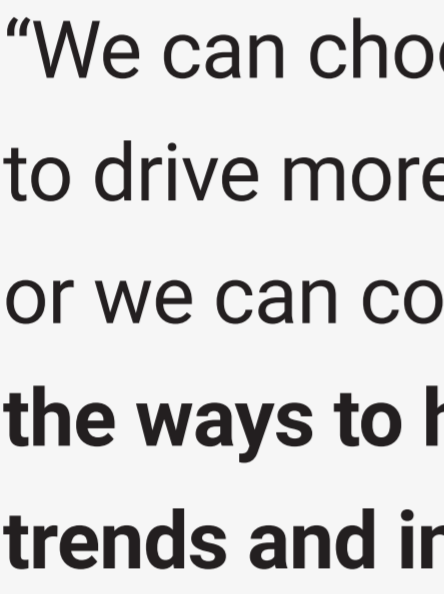 “We can cho
to drive more
or we can co
the ways to
trends and